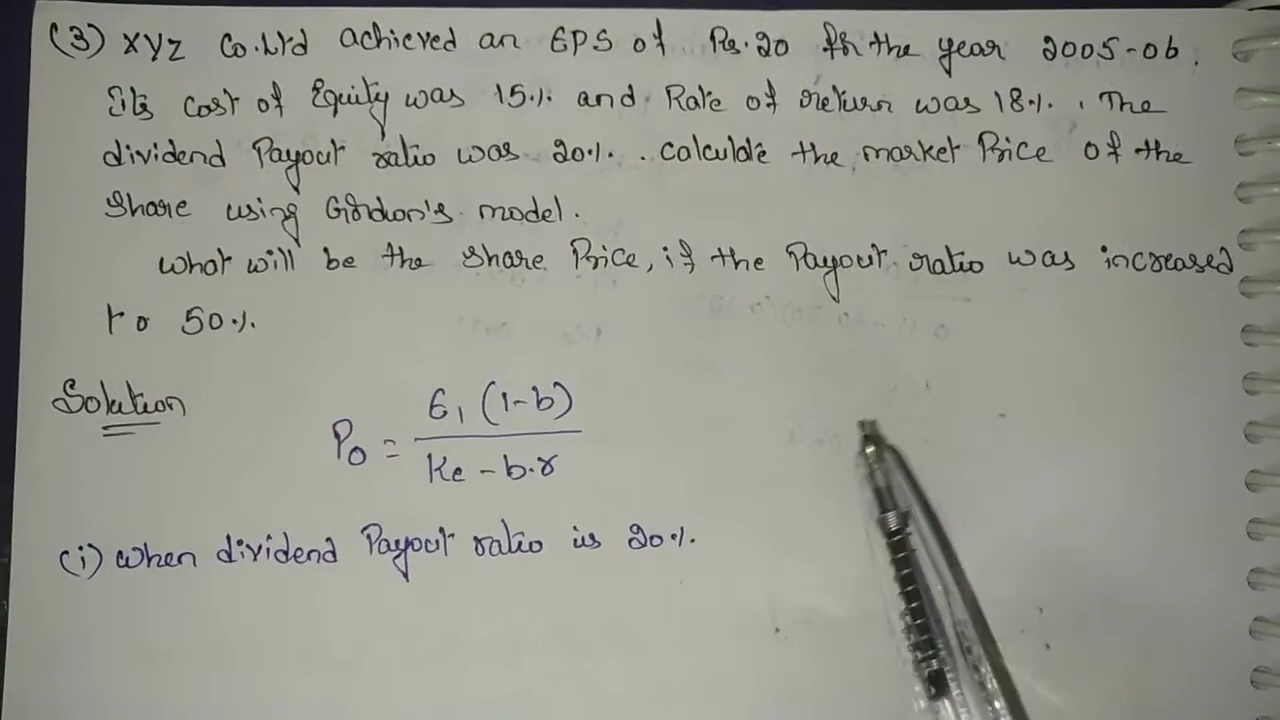 (3) XYZ Co.Ltd achieved an EPS of Rs.20 for the year 2005-06.
Its cost of Equity was 15%. and Rate of return was 18%. . The
dividend Payout ratio was 20%. . calculate the market Price of the
Share using Gordon's model.
What will be the share Price, if the Payout ratio was increased
to 50%.
Solution
P₀ = E₁ (1-b) / Ke - b.r
(i) When dividend Payout ratio is 20%.